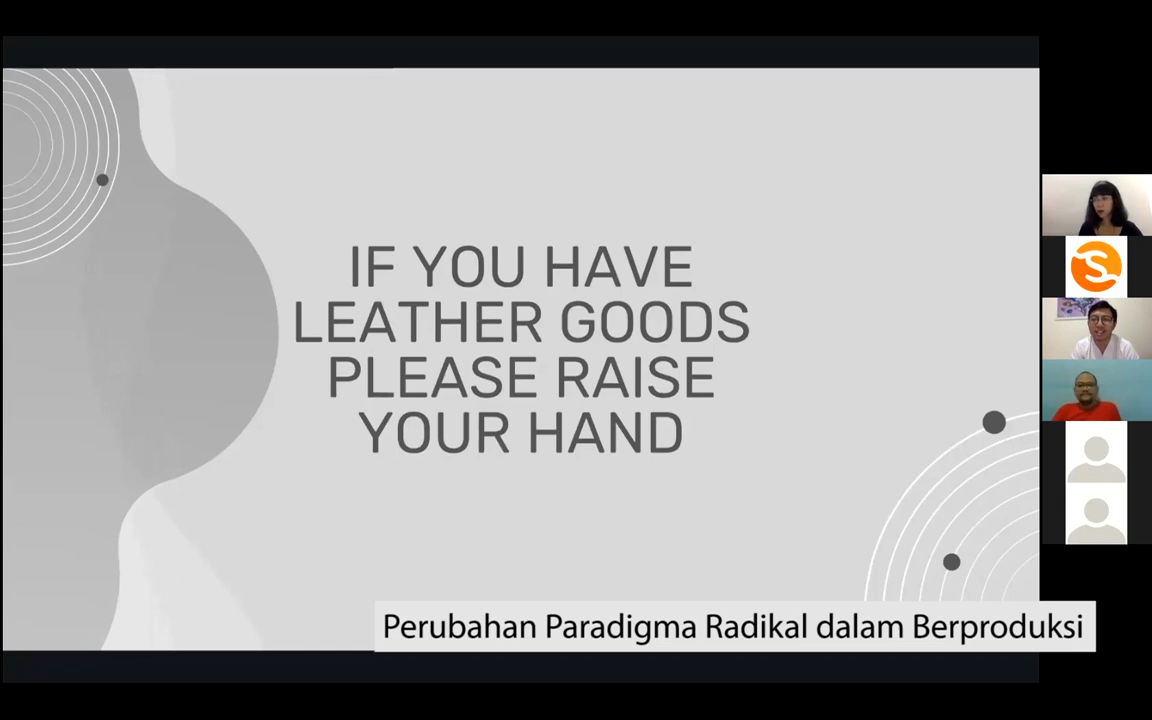 IF YOU HAVE
LEATHER GOODS
PLEASE RAISE
YOUR HAND
S
Perubahan Paradigma Radikal dalam Berproduksi